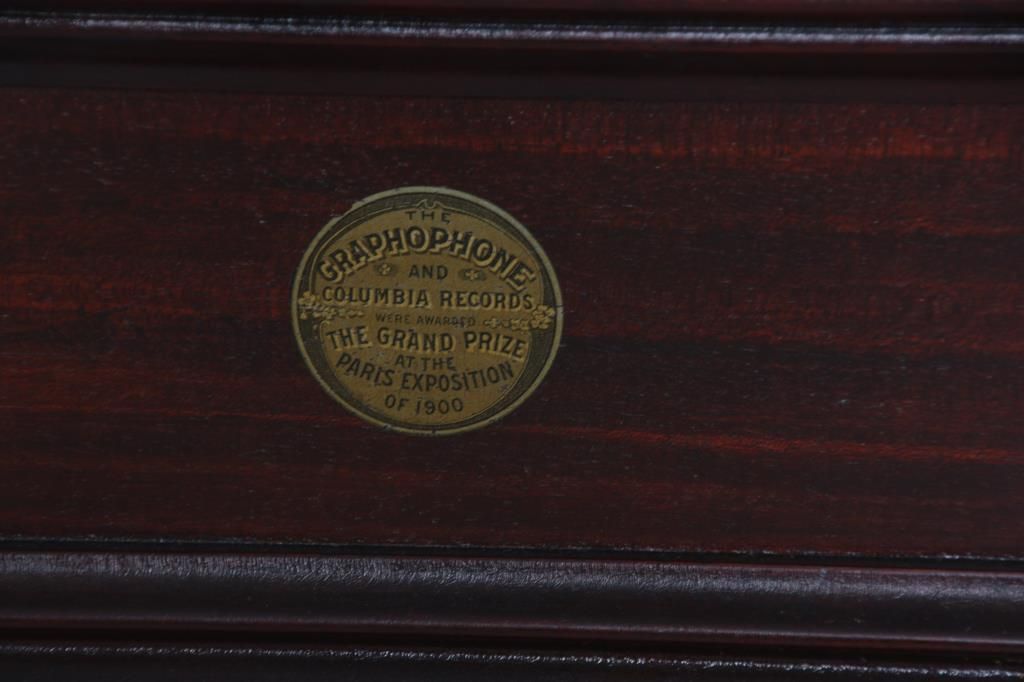 THE
GRAPHOPHONE
AND
COLUMBIA RECORDS
WERE AWARDED
THE GRAND PRIZE
AT THE
PARIS EXPOSITION
OF 1900